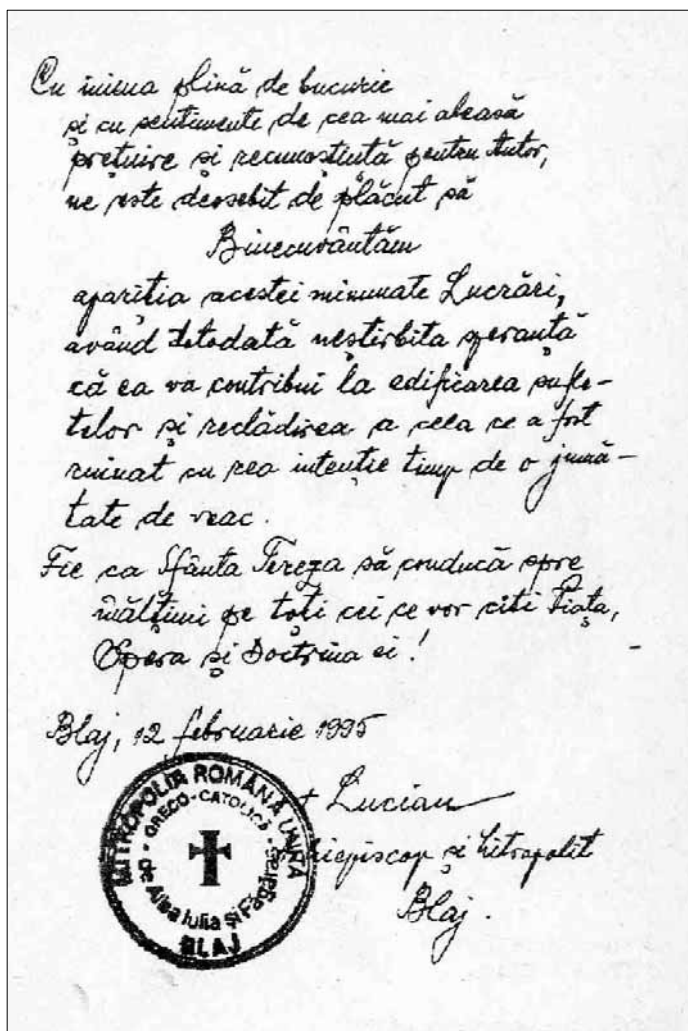 Cu inima plină de bucurie
și cu sentimente de cea mai aleasă
prețuire și recunoștință pentru Autor,
ne este deosebit de plăcut să
Binecuvântăm
apariția acestei minunate Lucrări,
având totodată neștirbita speranță
că ea va contribui la edificarea sufle-
telor și reclădirea a ceea ce a fost
ruinat cu rea intenție timp de o jumă-
tate de veac.
Fie ca Sfânta Tereza să conducă spre
înălțimi pe toți cei ce vor citi Viața,
Opera și Doctrina ei!
Blaj, 12 februarie 1995
+ Lucian
Arhiepiscop și Mitropolit
Blaj.
MITROPOLIA ROMÂNĂ UNITĂ
GRECO-CATOLICĂ
de Alba Iulia și Făgăraș
BLAJ